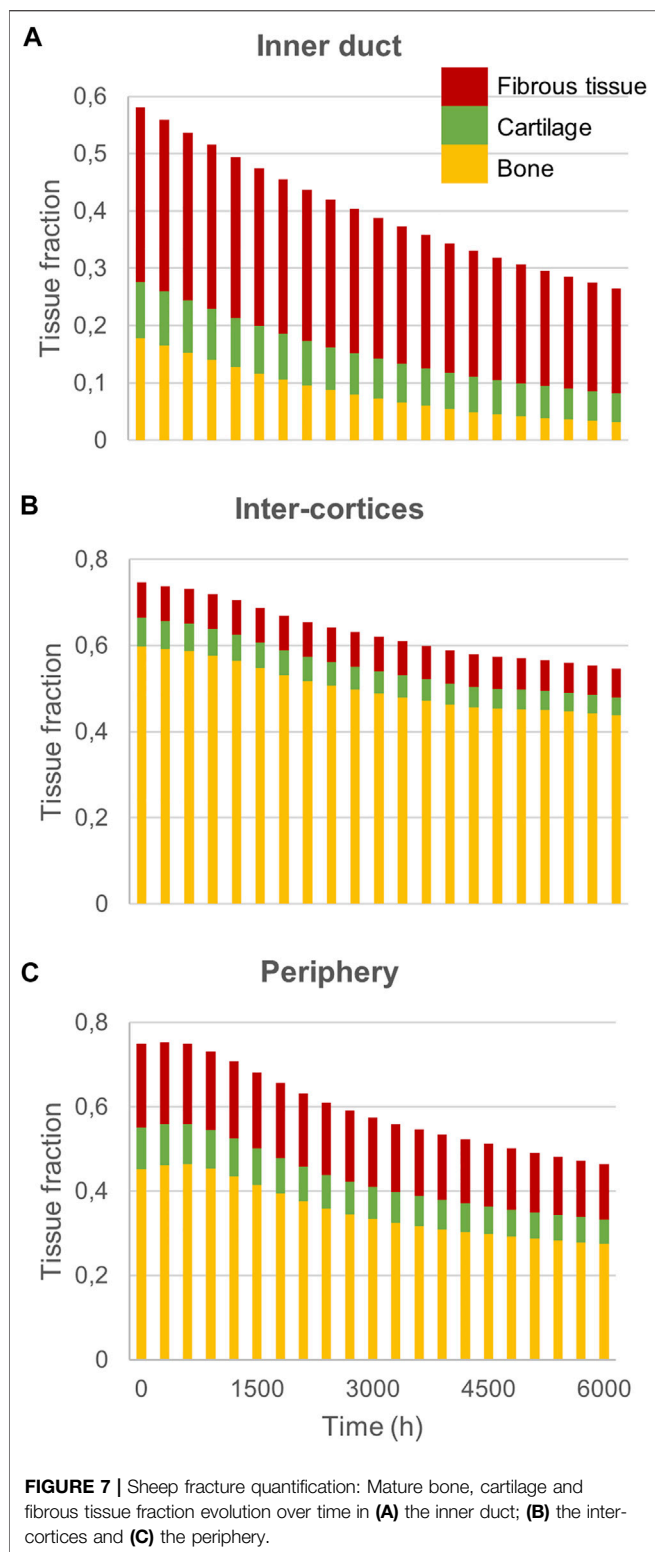 A
Inner duct
Fibrous tissue
Cartilage
Bone
0,6
0,5
0,4
0,3
0,2
0,1
0
Tissue fraction
B
Inter-cortices
0,8
0,6
0,4
0,2
0
Tissue fraction
C
Periphery
0,8
0,6
0,4
0,2
0
Tissue fraction
0 1500 3000 4500 6000
Time (h)
FIGURE 7 | Sheep fracture quantification: Mature bone, cartilage and
fibrous tissue fraction evolution over time in (A) the inner duct; (B) the inter-
cortices and (C) the periphery.